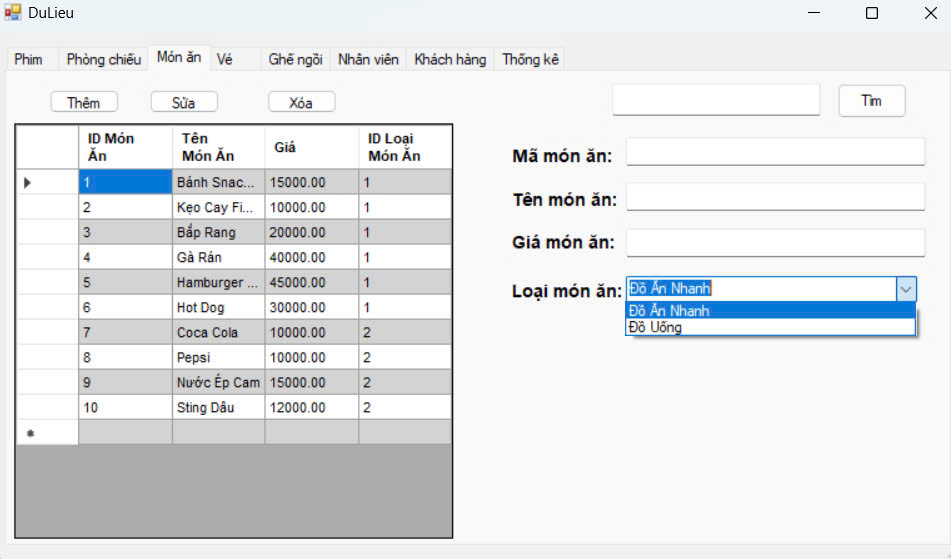 DuLieu
Phim Phòng chiếu Món ăn Vé Ghế ngồi Nhân viên Khách hàng Thống kê
Thêm Sửa Xóa Tìm
ID Món Ăn Tên Món Ăn Giá ID Loại Món Ăn
1 Bánh Snac... 15000.00 1
2 Kẹo Cay Fi... 10000.00 1
3 Bắp Rang 20000.00 1
4 Gà Rán 40000.00 1
5 Hamburger ... 45000.00 1
6 Hot Dog 30000.00 1
7 Coca Cola 10000.00 2
8 Pepsi 10000.00 2
9 Nước Ép Cam 15000.00 2
10 Sting Dâu 12000.00 2
Mã món ăn:
Tên món ăn:
Giá món ăn:
Loại món ăn: Đồ Ăn Nhanh
Đồ Ăn Nhanh
Đồ Uống